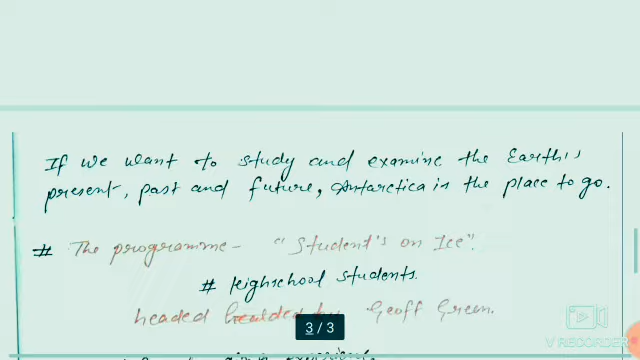 If we want to study and examine the Earth's
present, past and future, Antarctica is the place to go.
# The programme - "Student's on Ice".
# Highschool students.
headed headed by Geoff Green.
3 / 3
V RECORDER